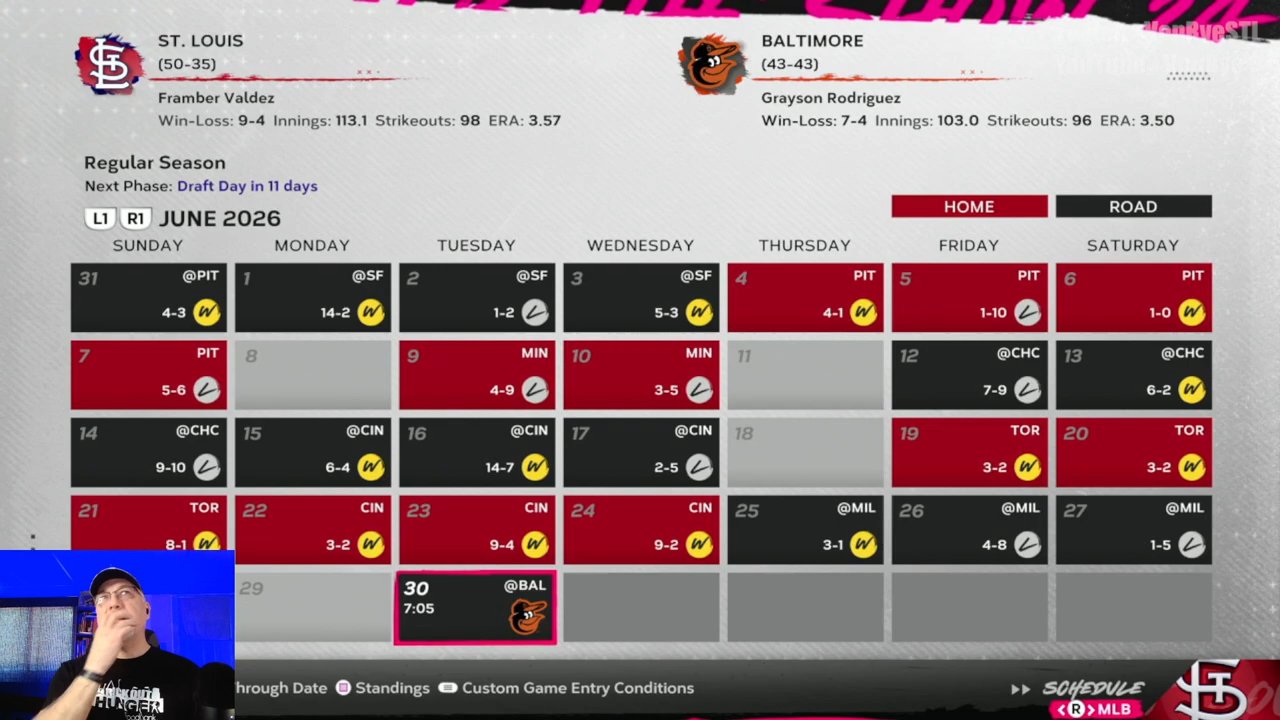 ST. LOUIS
(50-35)
Framber Valdez
Win-Loss: 9-4 Innings: 113.1 Strikeouts: 98 ERA: 3.57
BALTIMORE
(43-43)
Grayson Rodriguez
Win-Loss: 7-4 Innings: 103.0 Strikeouts: 96 ERA: 3.50
Regular Season
Next Phase: Draft Day in 11 days
L1 R1 JUNE 2026
HOME ROAD
SUNDAY MONDAY TUESDAY WEDNESDAY THURSDAY FRIDAY SATURDAY
31 @PIT 1 @SF 2 @SF 3 @SF 4 PIT 5 PIT 6 PIT
4-3 W 14-2 W 1-2 L 5-3 W 4-1 W 1-10 L 1-0 W
7 PIT 8 9 MIN 10 MIN 11 12 @CHC 13 @CHC
5-6 L 4-9 L 3-5 L 7-9 L 6-2 W
14 @CHC 15 @CIN 16 @CIN 17 @CIN 18 19 TOR 20 TOR
9-10 L 6-4 W 14-7 W 2-5 L 3-2 W 3-2 W
21 TOR 22 CIN 23 CIN 24 CIN 25 @MIL 26 @MIL 27 @MIL
8-1 W 3-2 W 9-4 W 9-2 W 3-1 W 4-8 L 1-5 L
29 30 @BAL
7:05
hrough Date Standings Custom Game Entry Conditions
SCHEDULE
R MLB